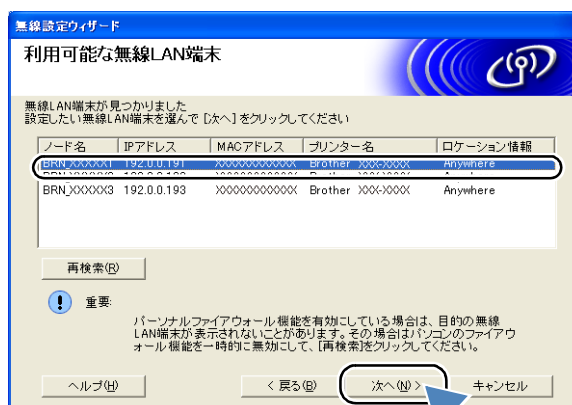 無線設定ウィザード
利用可能な無線LAN端末
無線LAN端末が見つかりました
設定したい無線LAN端末を選んで [次へ] をクリックしてください
ノード名 IPアドレス MACアドレス プリンター名 ロケーション情報
BRN_XXXXX1 192.0.0.191 XXXXXXXXXXXX Brother XXX-XXXX Anywhere
BRN_XXXXX3 192.0.0.193 XXXXXXXXXXXX Brother XXX-XXXX Anywhere
再検索(R)
重要:
パーソナルファイアウォール機能を有効にしている場合は、目的の無線
LAN端末が表示されないことがあります。その場合はパソコンのファイアウ
ォール機能を一時的に無効にして、[再検索]をクリックしてください。
ヘルプ(H) < 戻る(B) 次へ(N) > キャンセル